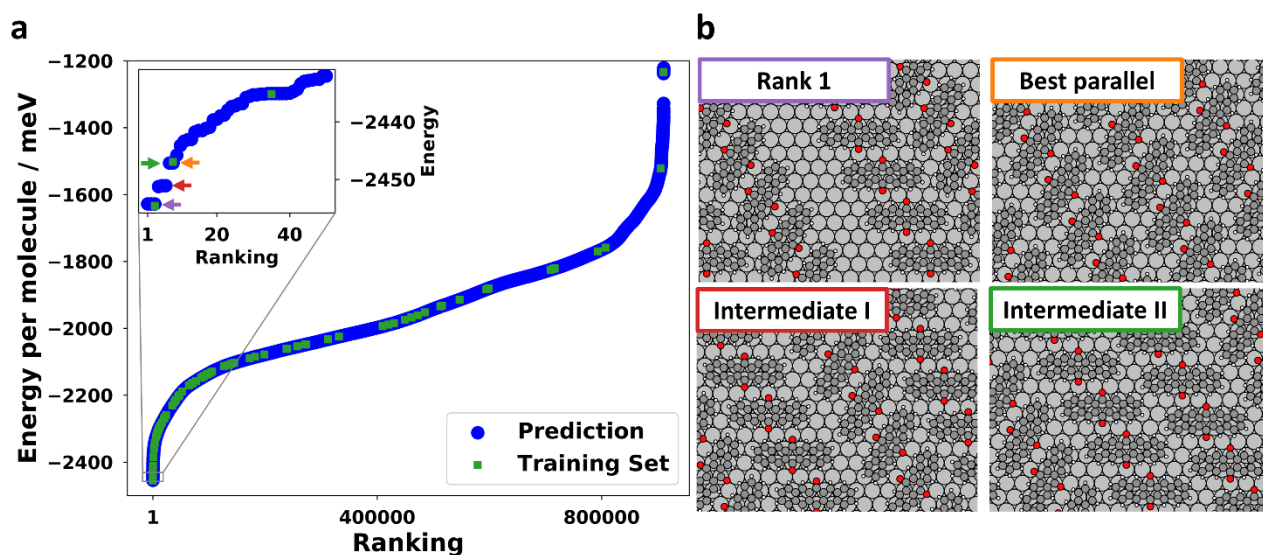 a
Energy per molecule / meV
−1200
−1400
−1600
−1800
−2000
−2200
−2400
1
400000
800000
Ranking
−2440
−2450
Energy
1
20
40
Ranking
Prediction
Training Set
b
Rank 1
Best parallel
Intermediate I
Intermediate II